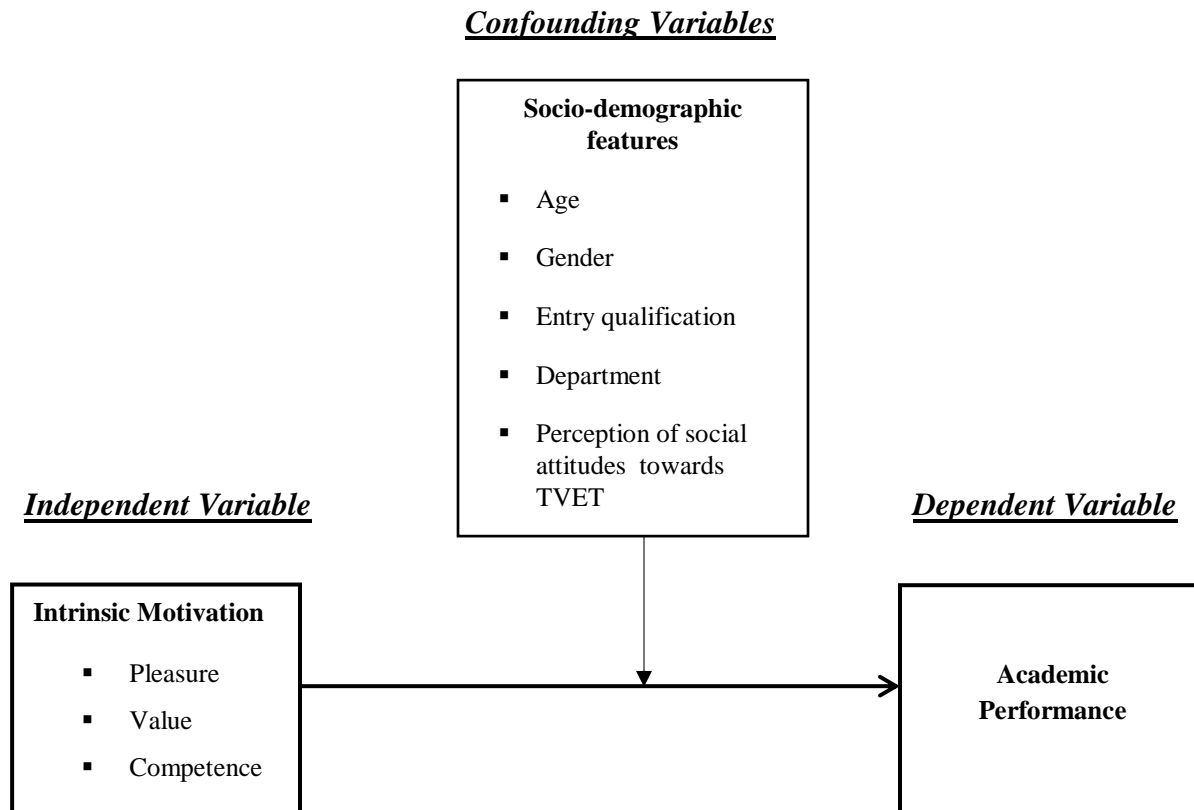 Confounding Variables
Socio-demographic
features
▪ Age
▪ Gender
▪ Entry qualification
▪ Department
▪ Perception of social
attitudes towards
TVET
Independent Variable
Intrinsic Motivation
▪ Pleasure
▪ Value
▪ Competence
Dependent Variable
Academic
Performance